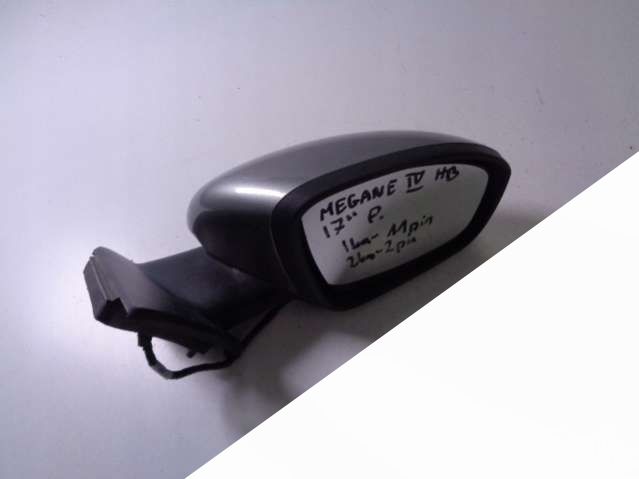 MEGANE IV HB
17" P.
1ka- 11pin
2ka-2pin